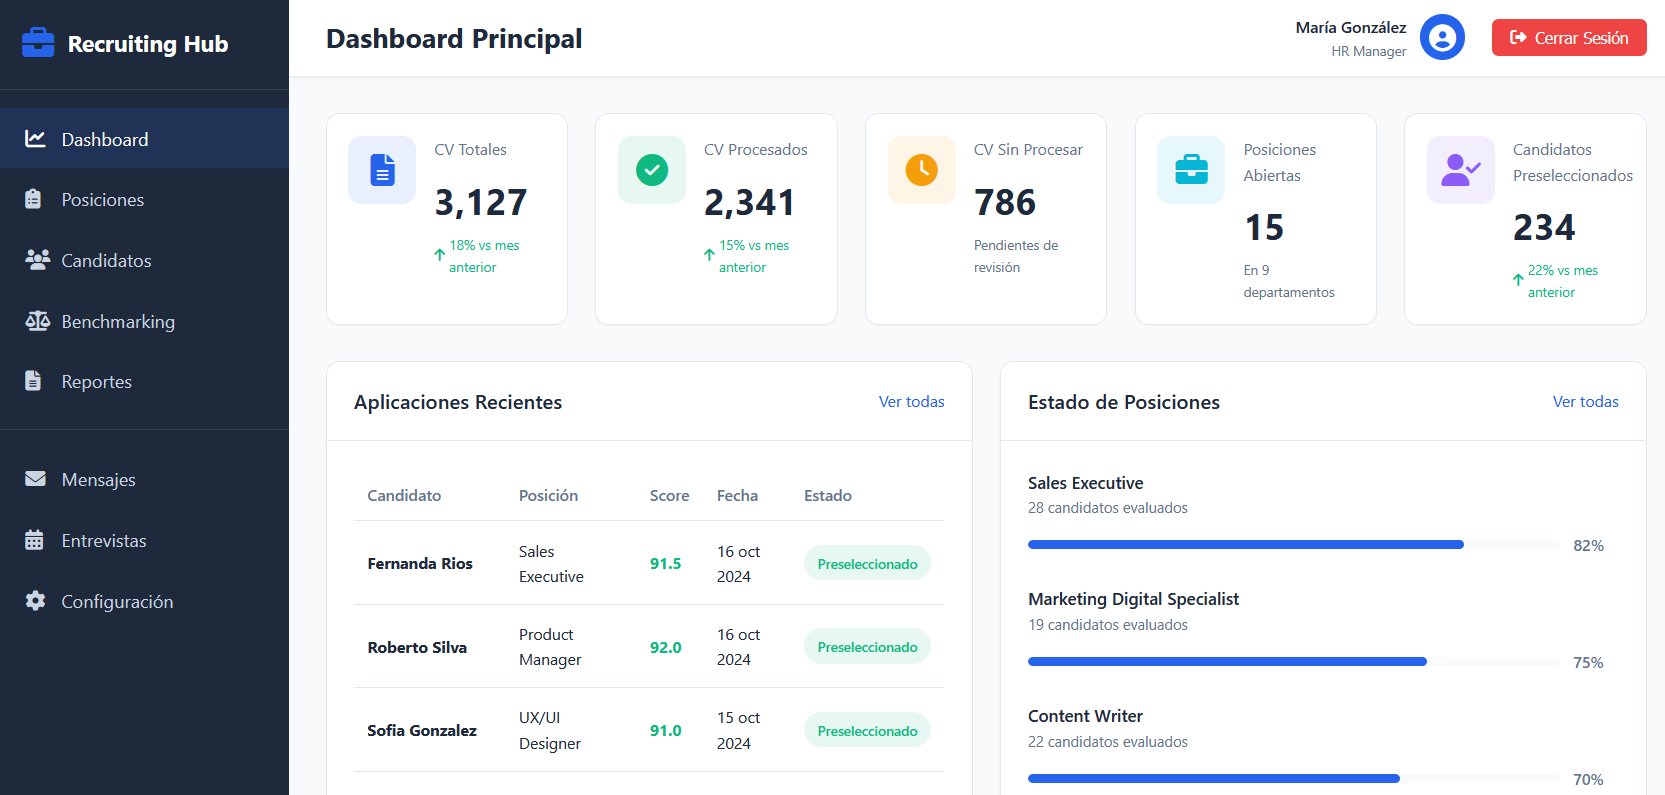 Recruiting Hub
Dashboard
Posiciones
Candidatos
Benchmarking
Reportes
Mensajes
Entrevistas
Configuración
Dashboard Principal
María González
HR Manager
Cerrar Sesión
CV Totales
3,127
18% vs mes
anterior
CV Procesados
2,341
15% vs mes
anterior
CV Sin Procesar
786
Pendientes de
revisión
Posiciones
Abiertas
15
En 9
departamentos
Candidatos
Preseleccionados
234
22% vs mes
anterior
Aplicaciones Recientes
Ver todas
Candidato Posición Score Fecha Estado
Fernanda Rios Sales Executive 91.5 16 oct 2024 Preseleccionado
Roberto Silva Product Manager 92.0 16 oct 2024 Preseleccionado
Sofia Gonzalez UX/UI Designer 91.0 15 oct 2024 Preseleccionado
Estado de Posiciones
Ver todas
Sales Executive
28 candidatos evaluados
82%
Marketing Digital Specialist
19 candidatos evaluados
75%
Content Writer
22 candidatos evaluados
70%